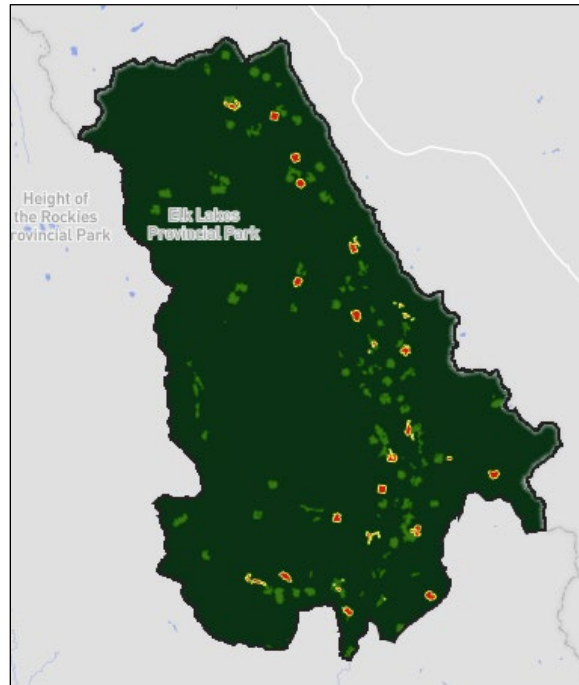 Height of
the Rockies
rovincial Park
Elk Lakes
Provincial Park